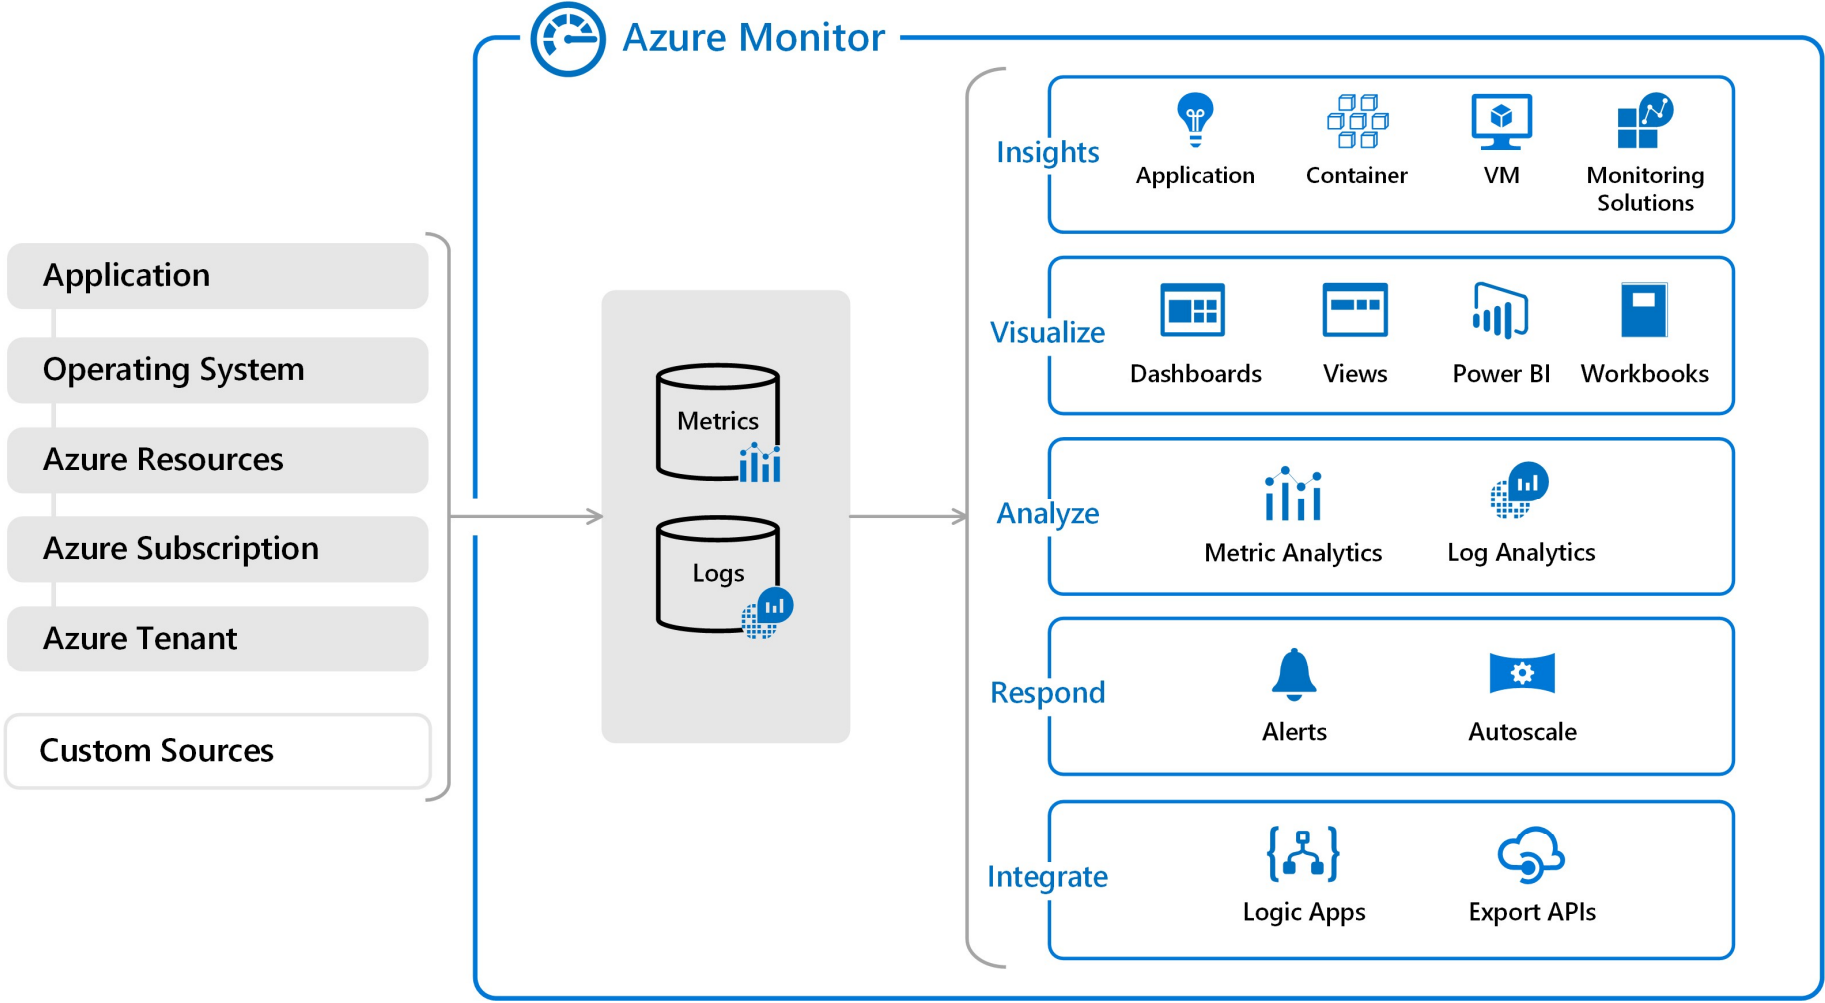 Azure Monitor
Application
Operating System
Azure Resources
Azure Subscription
Azure Tenant
Custom Sources
Metrics
Logs
Insights
Application
Container
VM
Monitoring
Solutions
Visualize
Dashboards
Views
Power BI
Workbooks
Analyze
Metric Analytics
Log Analytics
Respond
Alerts
Autoscale
Integrate
Logic Apps
Export APIs